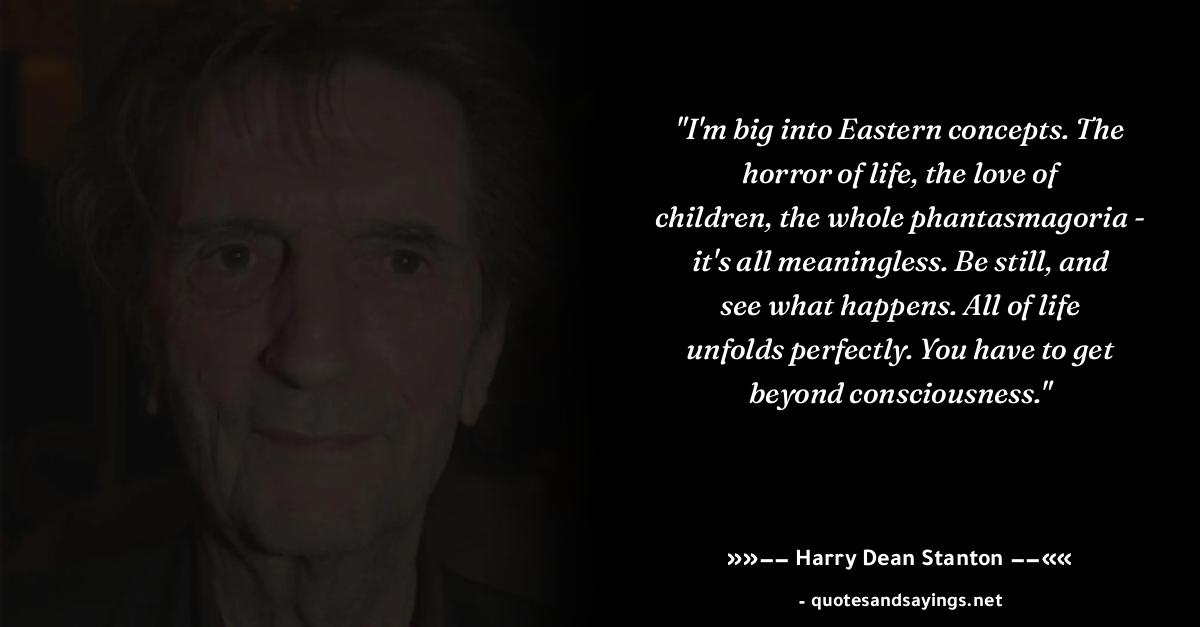 "I'm big into Eastern concepts. The
horror of life, the love of
children, the whole phantasmagoria -
it's all meaningless. Be still, and
see what happens. All of life
unfolds perfectly. You have to get
beyond consciousness."
»»−− Harry Dean Stanton −−««
- quotesandsayings.net